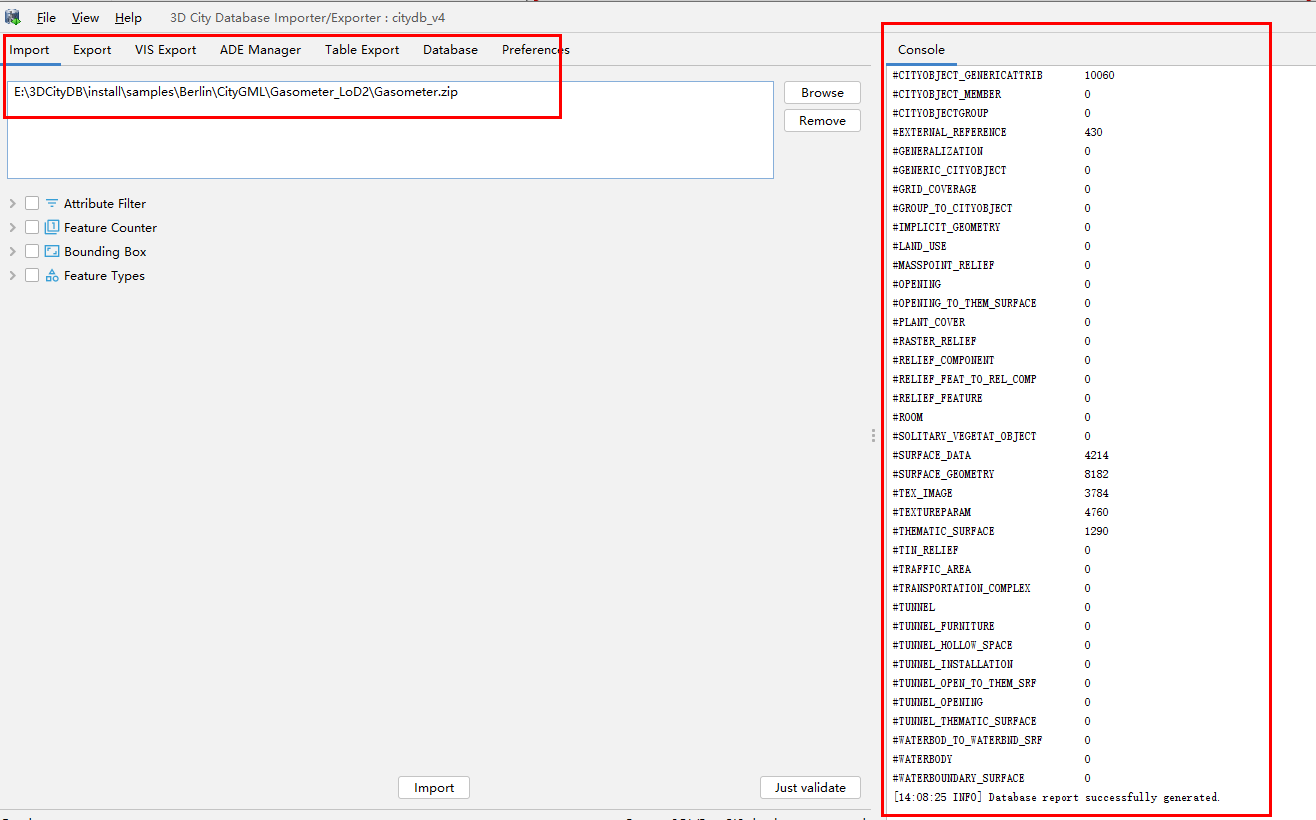 File View Help 3D City Database Importer/Exporter : citydb_v4
Import Export VIS Export ADE Manager Table Export Database Preferences
E:\3DCityDB\install\samples\Berlin\CityGML\Gasometer_LoD2\Gasometer.zip
Browse
Remove
Attribute Filter
Feature Counter
Bounding Box
Feature Types
Import
Just validate
Console
#CITYOBJECT_GENERICATTRIB 10060
#CITYOBJECT_MEMBER 0
#CITYOBJECTGROUP 0
#EXTERNAL_REFERENCE 430
#GENERALIZATION 0
#GENERIC_CITYOBJECT 0
#GRID_COVERAGE 0
#GROUP_TO_CITYOBJECT 0
#IMPLICIT_GEOMETRY 0
#LAND_USE 0
#MASSPOINT_RELIEF 0
#OPENING 0
#OPENING_TO_THEM_SURFACE 0
#PLANT_COVER 0
#RASTER_RELIEF 0
#RELIEF_COMPONENT 0
#RELIEF_FEAT_TO_REL_COMP 0
#RELIEF_FEATURE 0
#ROOM 0
#SOLITARY_VEGETAT_OBJECT 0
#SURFACE_DATA 4214
#SURFACE_GEOMETRY 8182
#TEX_IMAGE 3784
#TEXTUREPARAM 4760
#THEMATIC_SURFACE 1290
#TIN_RELIEF 0
#TRAFFIC_AREA 0
#TRANSPORTATION_COMPLEX 0
#TUNNEL 0
#TUNNEL_FURNITURE 0
#TUNNEL_HOLLOW_SPACE 0
#TUNNEL_INSTALLATION 0
#TUNNEL_OPEN_TO_THEM_SRF 0
#TUNNEL_OPENING 0
#TUNNEL_THEMATIC_SURFACE 0
#WATERBOD_TO_WATERBND_SRF 0
#WATERBODY 0
#WATERBOUNDARY_SURFACE 0
[14:08:25 INFO] Database report successfully generated.